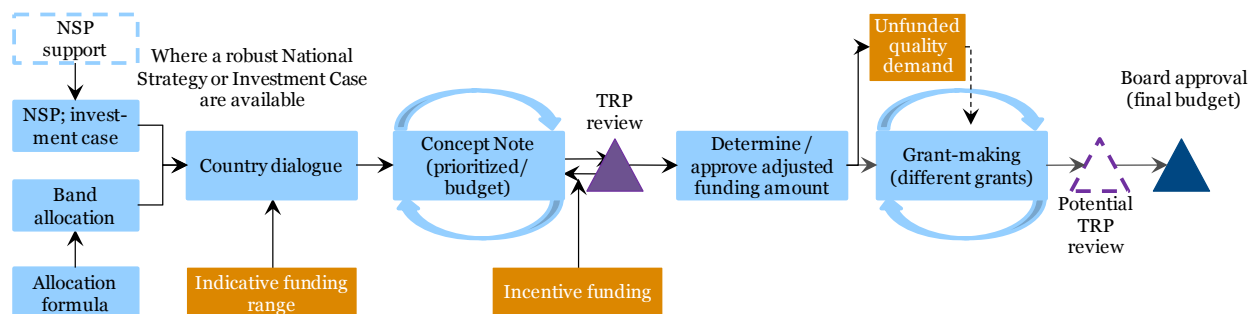 NSP
support
Where a robust National
Strategy or Investment Case
are available
NSP; invest-
ment case
Band
allocation
Allocation
formula
Country dialogue
Indicative funding
range
Concept Note
(prioritized/
budget)
TRP
review
Incentive funding
Determine /
approve adjusted
funding amount
Unfunded
quality
demand
Grant-making
(different grants)
Potential
TRP
review
Board approval
(final budget)